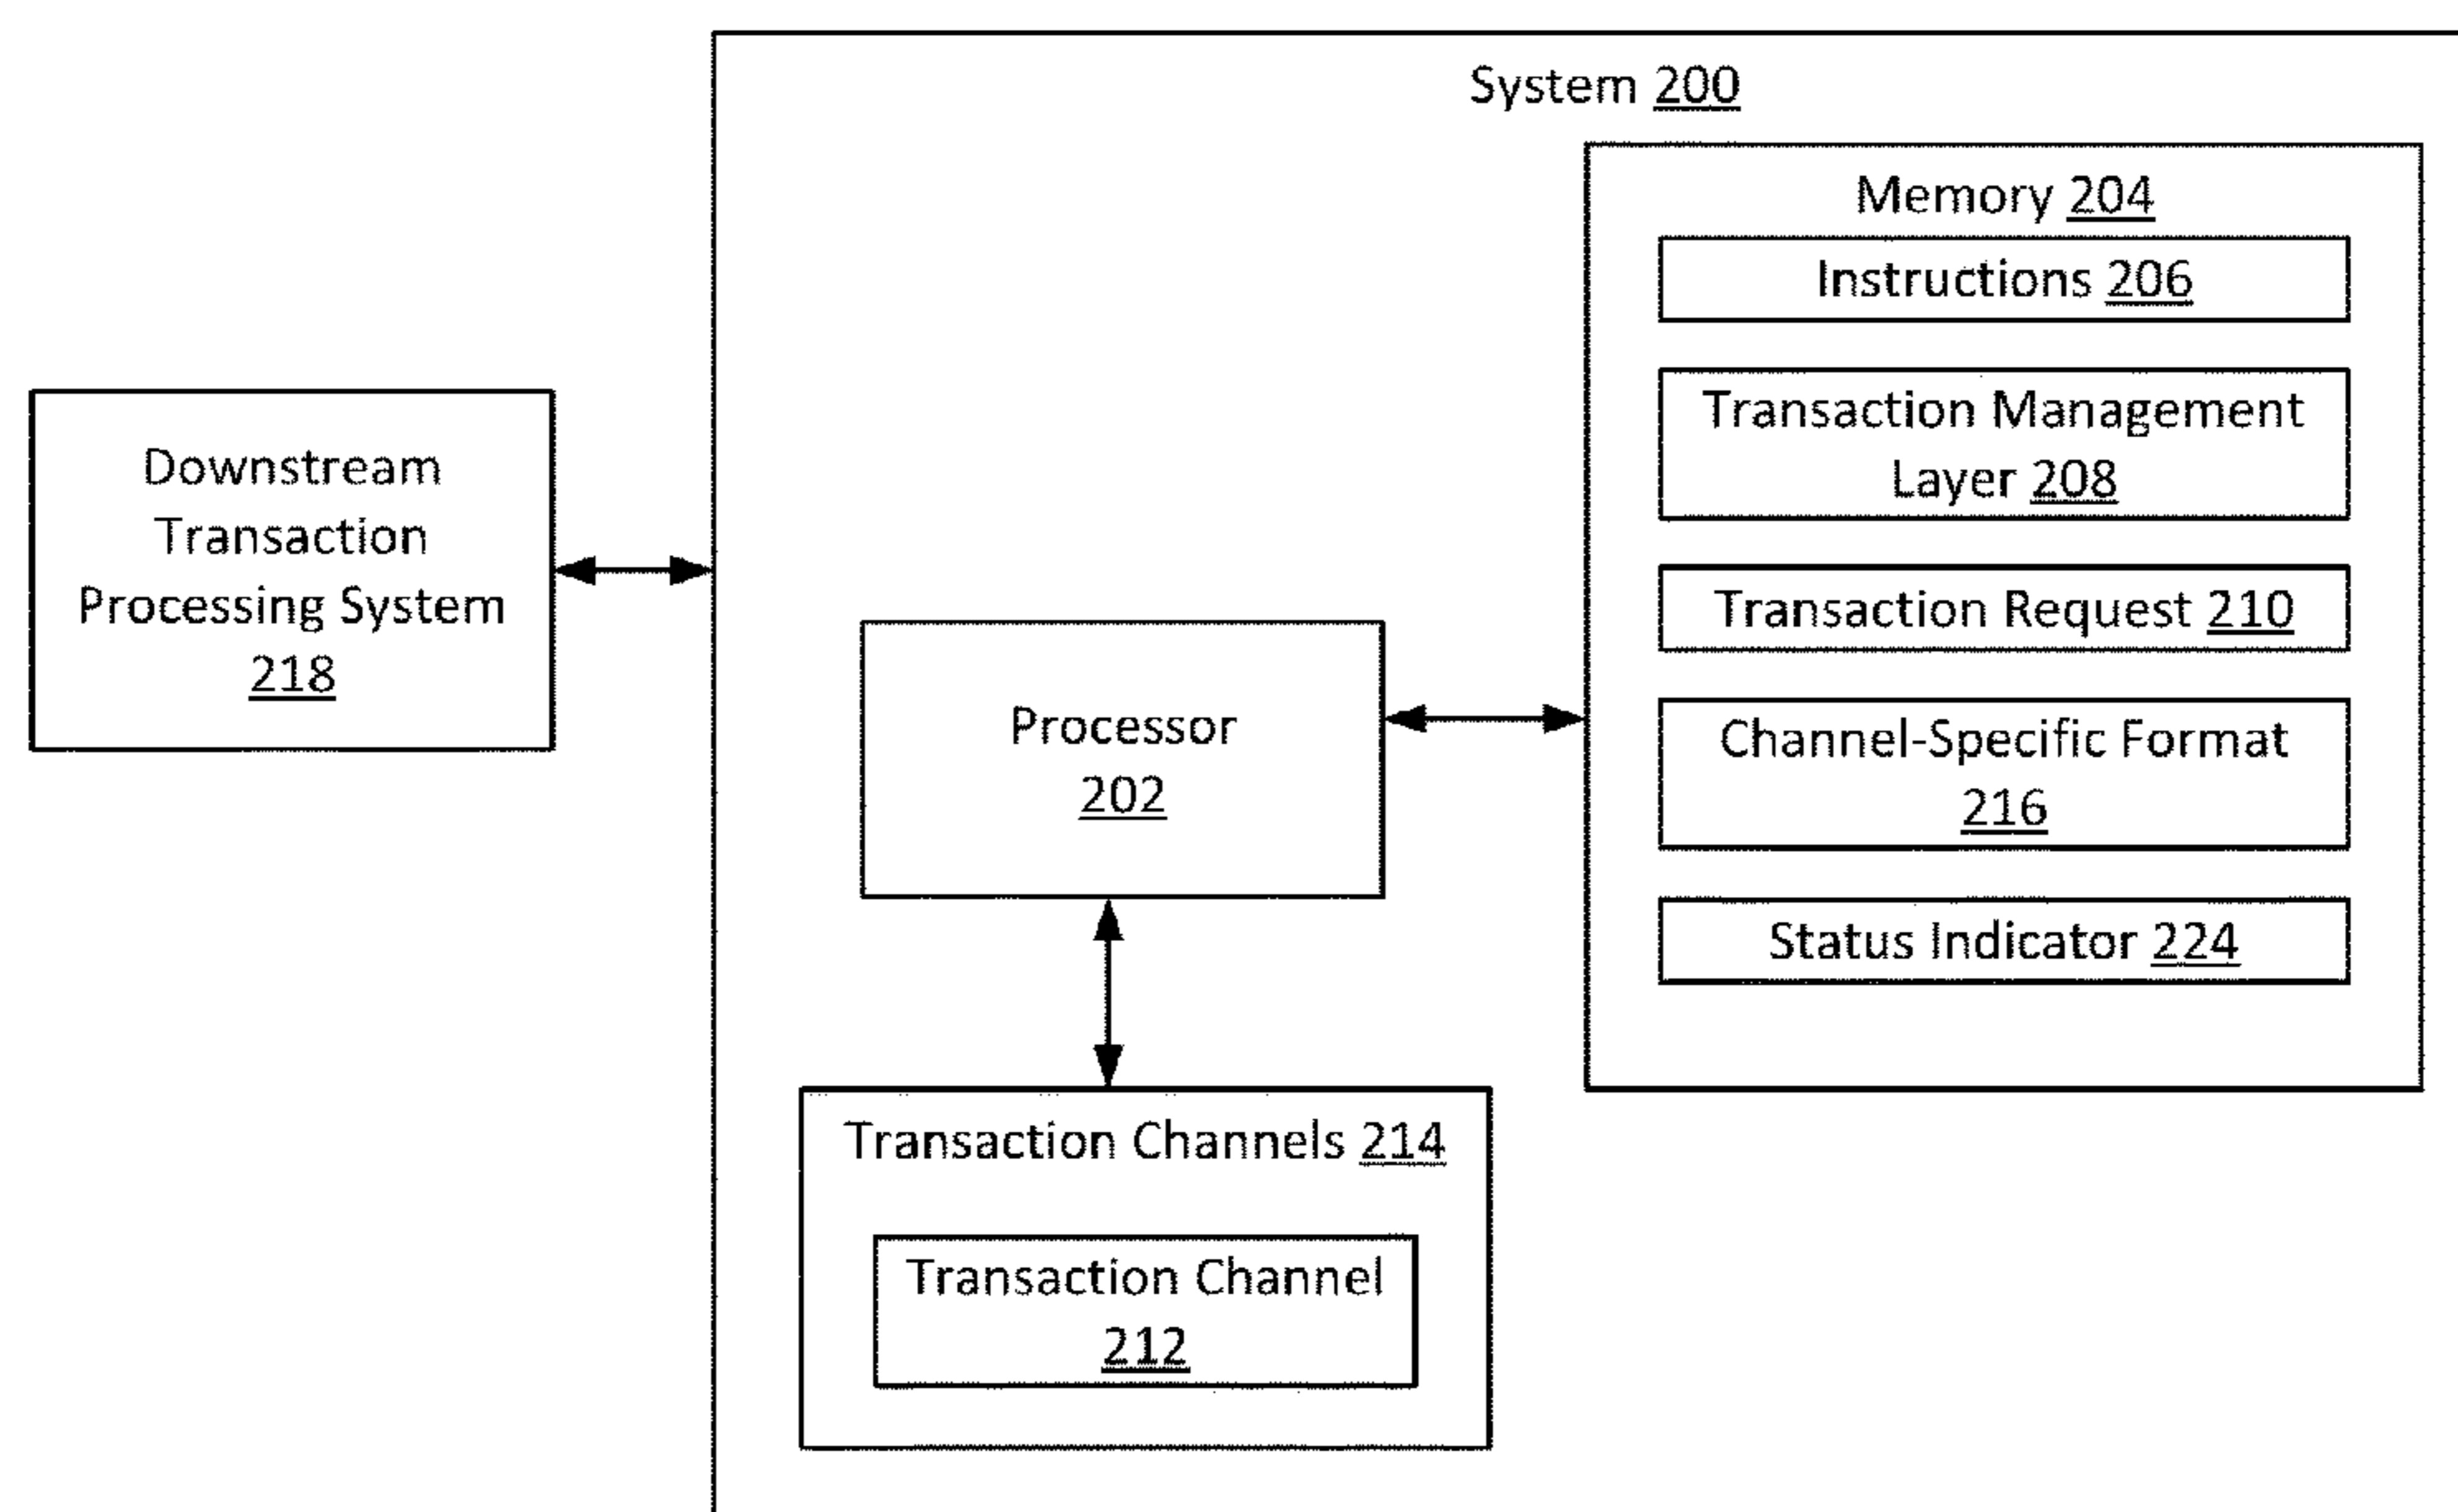 System 200
Memory 204
Instructions 206
Transaction Management
Layer 208
Transaction Request 210
Channel-Specific Format
216
Status Indicator 224
Downstream
Transaction
Processing System
218
Processor
202
Transaction Channels 214
Transaction Channel
212